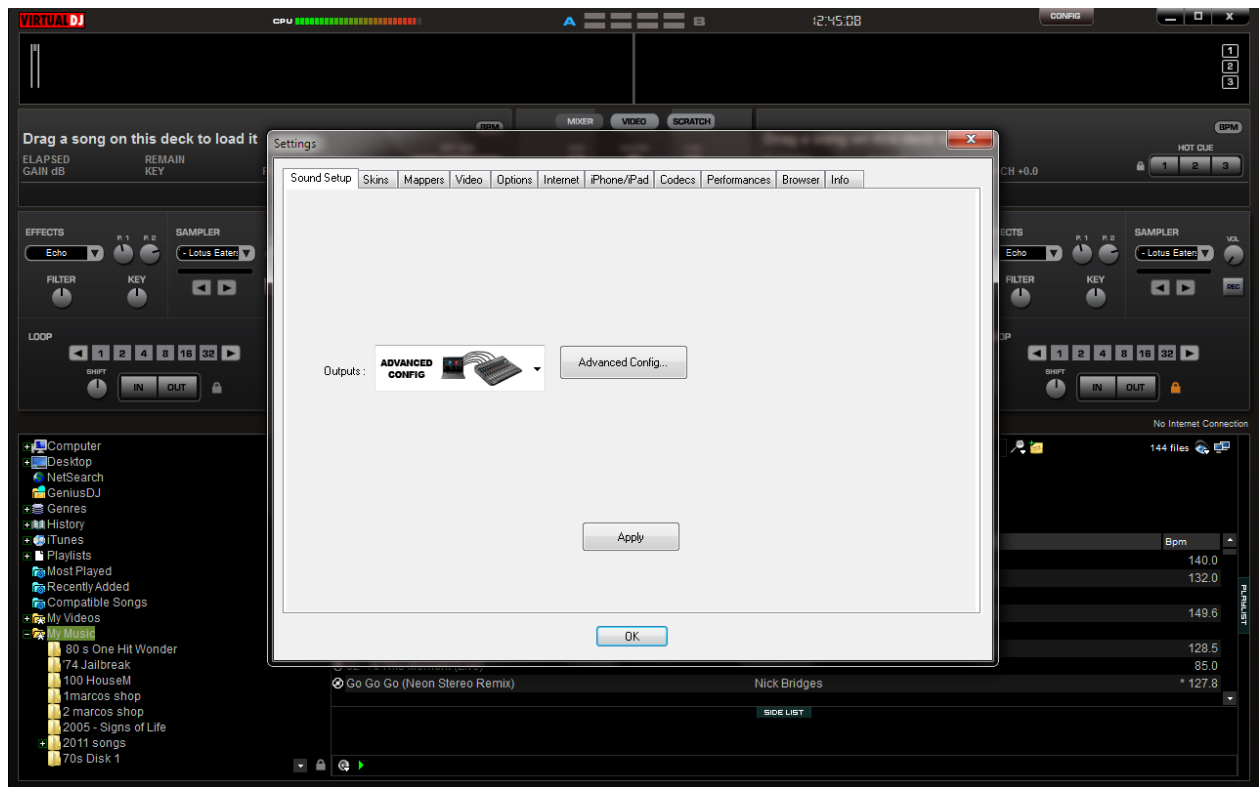 VIRTUAL DJ CPU A B 12:45:08 CONFIG
1
2
3
MIXER VIDEO SCRATCH
Drag a song on this deck to load it BPM BPM
ELAPSED REMAIN HOT CUE
GAIN dB KEY CH +0.0 1 2 3
Settings
Sound Setup Skins Mappers Video Options Internet iPhone/iPad Codecs Performances Browser Info
EFFECTS P. 1 P. 2 SAMPLER ECTS P. 1 P. 2 SAMPLER VOL
Echo - Lotus Eaters Echo - Lotus Eaters
FILTER KEY FILTER KEY REC
LOOP OP
1 2 4 8 16 32 1 2 4 8 16 32
SHIFT IN OUT SHIFT IN OUT
Outputs : ADVANCED CONFIG Advanced Config...
Apply
OK
No Internet Connection
144 files
Computer
Desktop
NetSearch
GeniusDJ
Genres
History
iTunes
Playlists
Most Played
Recently Added
Compatible Songs
My Videos
My Music
80 s One Hit Wonder
'74 Jailbreak
100 HouseM
1marcos shop
2 marcos shop
2005 - Signs of Life
2011 songs
70s Disk 1
Bpm
140.0
132.0
149.6
128.5
85.0
Go Go Go (Neon Stereo Remix) Nick Bridges * 127.8
PLAYLIST
SIDE LIST